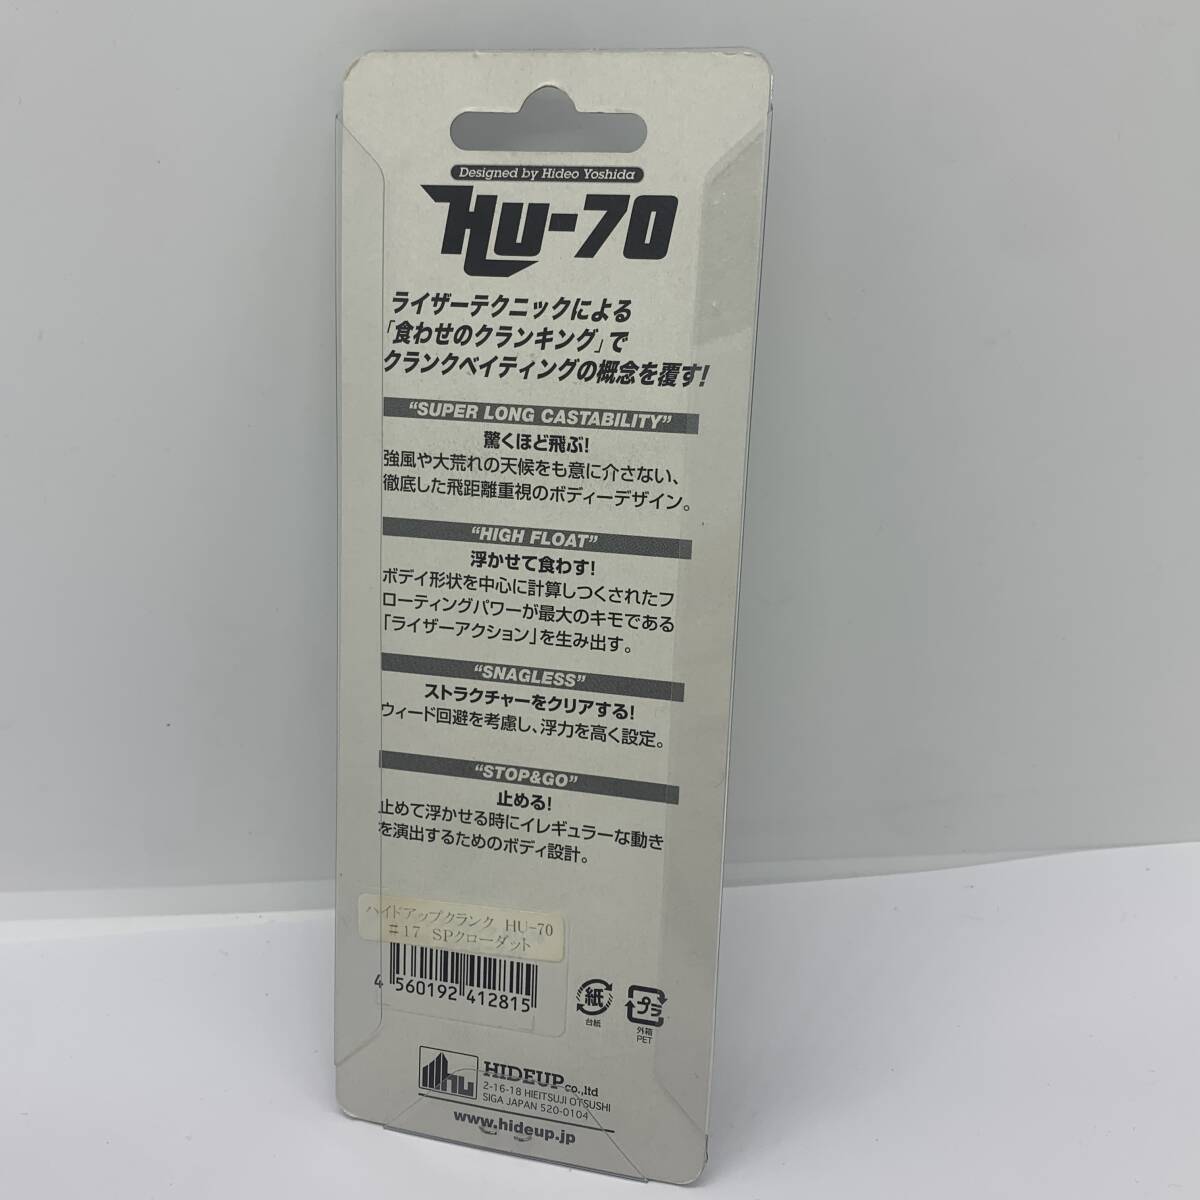 Designed by Hideo Yoshida
HU-70
ライザーテクニックによる
「食わせのクランキング」で
クランクベイティングの概念を覆す!
"SUPER LONG CASTABILITY"
驚くほど飛ぶ!
強風や大荒れの天候をも意に介さない、
徹底した飛距離重視のボディーデザイン。
"HIGH FLOAT"
浮かせて食わす!
ボデイ形状を中心に計算しつくされたフ
ローティングパワーが最大のキモである
「ライザーアクション」を生み出す。
"SNAGLESS"
ストラクチャーをクリアする!
ウィード回避を考慮し、浮力を高く設定。
"STOP&GO"
止める!
止めて浮かせる時にイレギュラーな動き
を演出するためのボディ設計。
ハイドアップクランク HU-70
#17 SPクローダット
4 560192 412815
紙
台紙
プラ
外箱
PET
hu
HIDEUP co.,ltd
2-16-18 HIEITSUJI OTSUSHI
SIGA JAPAN 520-0104
www.hideup.jp